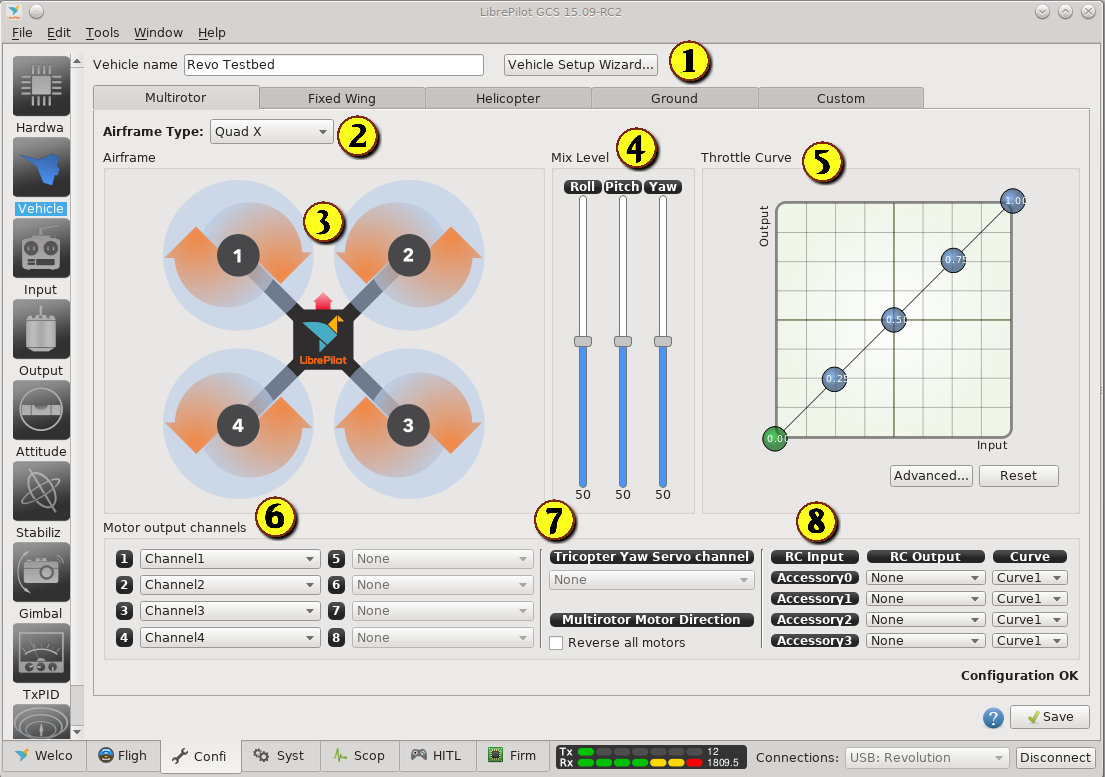 LibrePilot GCS 15.09-RC2
File Edit Tools Window Help
Vehicle name Revo Testbed Vehicle Setup Wizard... 1
Multirotor Fixed Wing Helicopter Ground Custom
Airframe Type: Quad X 2
Airframe
3
1 2
LibrePilot
4 3
Mix Level 4
Roll Pitch Yaw
50 50 50
Throttle Curve 5
Output
1.00
0.75
0.50
0.25
0.00
Input
Advanced... Reset
Motor output channels 6
1 Channel1 5 None
2 Channel2 6 None
3 Channel3 7 None
4 Channel4 8 None
7
Tricopter Yaw Servo channel
None
Multirotor Motor Direction
Reverse all motors
8
RC Input RC Output Curve
Accessory0 None Curve1
Accessory1 None Curve1
Accessory2 None Curve1
Accessory3 None Curve1
Configuration OK
? Save
Hardwa
Vehicle
Input
Output
Attitude
Stabiliz
Gimbal
TxPID
Welco Fligh Confi Syst Scop HITL Firm
Tx 12
Rx 1809.5
Connections: USB: Revolution Disconnect